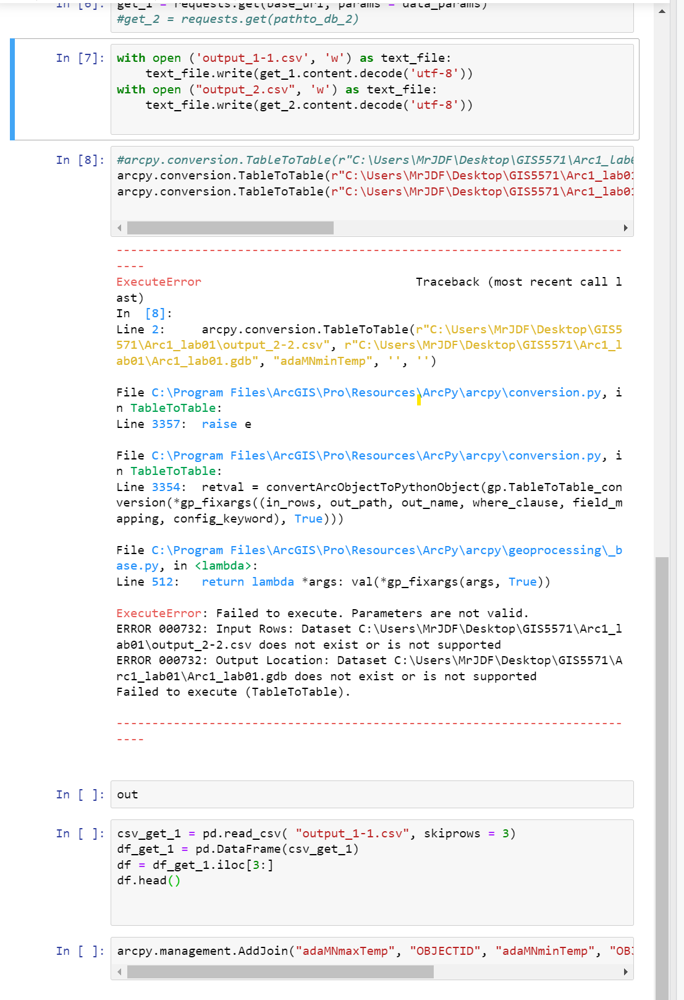 In [6]: get_1 = requests.get(base_url, params = data_params)
#get_2 = requests.get(pathto_db_2)
In [7]: with open ('output_1-1.csv', 'w') as text_file:
    text_file.write(get_1.content.decode('utf-8'))
with open ("output_2.csv", 'w') as text_file:
    text_file.write(get_2.content.decode('utf-8'))
In [8]: #arcpy.conversion.TableToTable(r"C:\Users\MrJDF\Desktop\GIS5571\Arc1_lab
arcpy.conversion.TableToTable(r"C:\Users\MrJDF\Desktop\GIS5571\Arc1_lab01
arcpy.conversion.TableToTable(r"C:\Users\MrJDF\Desktop\GIS5571\Arc1_lab01
-----------------------------------------------------------------------
----
ExecuteError                              Traceback (most recent call l
ast)
In  [8]:
Line 2:     arcpy.conversion.TableToTable(r"C:\Users\MrJDF\Desktop\GIS5
571\Arc1_lab01\output_2-2.csv", r"C:\Users\MrJDF\Desktop\GIS5571\Arc1_l
ab01\Arc1_lab01.gdb", "adaMNminTemp", '', '')
File C:\Program Files\ArcGIS\Pro\Resources\ArcPy\arcpy\conversion.py, i
n TableToTable:
Line 3357:  raise e
File C:\Program Files\ArcGIS\Pro\Resources\ArcPy\arcpy\conversion.py, i
n TableToTable:
Line 3354:  retval = convertArcObjectToPythonObject(gp.TableToTable_con
version(*gp_fixargs((in_rows, out_path, out_name, where_clause, field_m
apping, config_keyword), True)))
File C:\Program Files\ArcGIS\Pro\Resources\ArcPy\arcpy\geoprocessing\_b
ase.py, in <lambda>:
Line 512:   return lambda *args: val(*gp_fixargs(args, True))
ExecuteError: Failed to execute. Parameters are not valid.
ERROR 000732: Input Rows: Dataset C:\Users\MrJDF\Desktop\GIS5571\Arc1_l
ab01\output_2-2.csv does not exist or is not supported
ERROR 000732: Output Location: Dataset C:\Users\MrJDF\Desktop\GIS5571\A
rc1_lab01\Arc1_lab01.gdb does not exist or is not supported
Failed to execute (TableToTable).
-----------------------------------------------------------------------
----
In [ ]: out
In [ ]: csv_get_1 = pd.read_csv( "output_1-1.csv", skiprows = 3)
df_get_1 = pd.DataFrame(csv_get_1)
df = df_get_1.iloc[3:]
df.head()
In [ ]: arcpy.management.AddJoin("adaMNmaxTemp", "OBJECTID", "adaMNminTemp", "OBJ